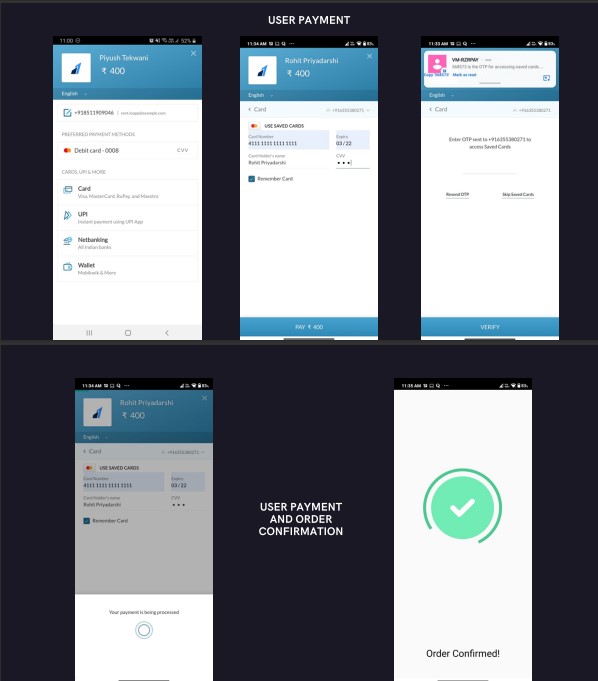 USER PAYMENT
11:00
52%
Piyush Tekwani
₹ 400
English
+918511909046
PREFERRED PAYMENT METHODS
Debit card - 0008
CVV
CARDS, UPI & MORE
Card
Visa, MasterCard, RuPay, and Maestro
UPI
Instant payment using UPI App
Netbanking
All Indian banks
Wallet
Mobikwik & More
11:34 AM
83%
Rohit Priyadarshi
₹ 400
English
Card
+916355380271
USE SAVED CARDS
Card Number
4111 1111 1111 1111
Expiry
03 / 22
Card Holder's name
Rohit Priyadarshi
CVV
Remember Card
PAY ₹ 400
11:33 AM
83%
VM-RZRPAY
is the OTP for accessing saved cards ...
Mark as read
English
Card
+916355380271
Enter OTP sent to +916355380271 to
access Saved Cards
Resend OTP
Skip Saved Cards
VERIFY
11:34 AM
83%
Rohit Priyadarshi
₹ 400
English
Card
+916355380271
USE SAVED CARDS
Card Number
4111 1111 1111 1111
Expiry
03 / 22
Card Holder's name
Rohit Priyadarshi
CVV
Remember Card
Your payment is being processed
USER PAYMENT
AND ORDER
CONFIRMATION
11:35 AM
83%
Order Confirmed!